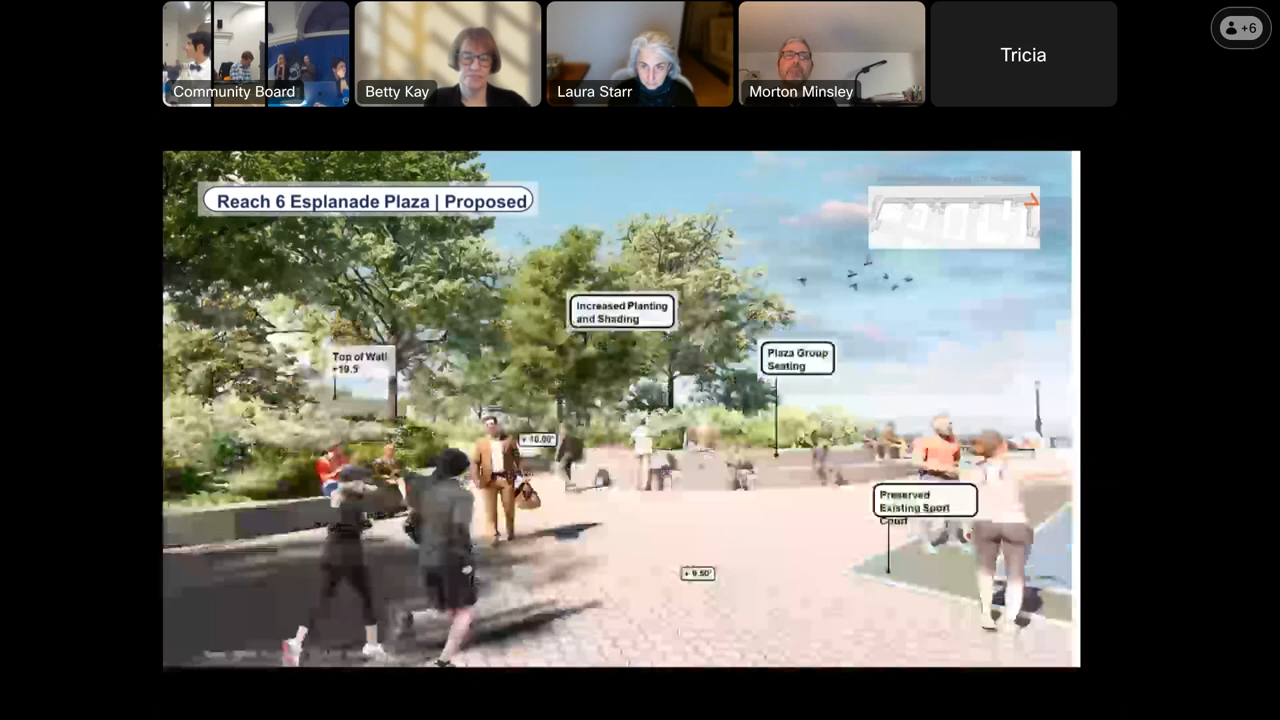 +6
Tricia
Community Board
Betty Kay
Laura Starr
Morton Minsley
Reach 6 Esplanade Plaza | Proposed
Increased Planting
and Shading
Plaza Group
Seating
Top of Wall
+19.5'
+ 10.00'
Preserved
Existing Sport
Court
+ 9.50'